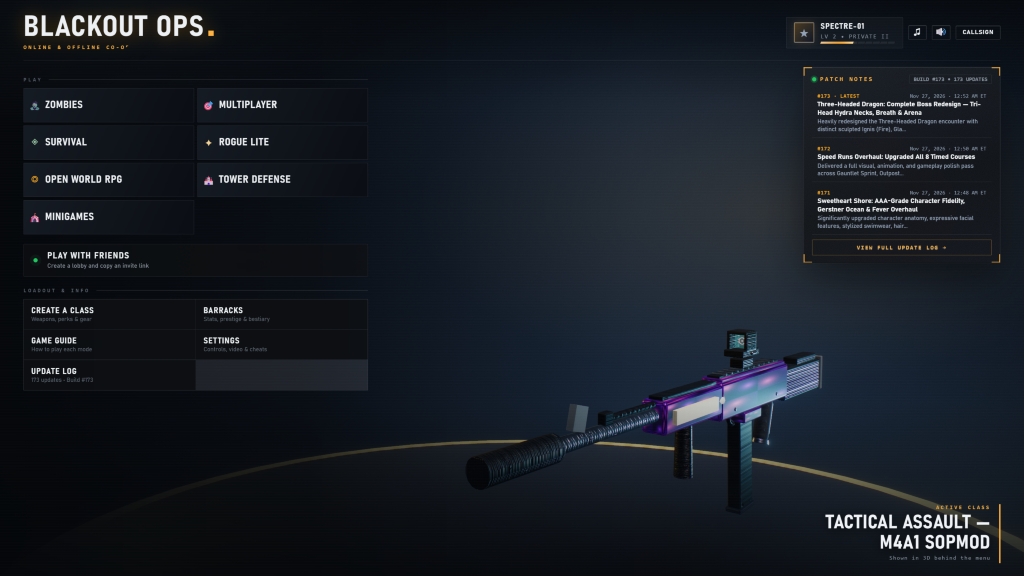 BLACKOUT OPS.
ONLINE & OFFLINE CO-OP
SPECTRE-01
LV 2 • PRIVATE II
CALLSIGN
PLAY
ZOMBIES
MULTIPLAYER
SURVIVAL
ROGUE LITE
OPEN WORLD RPG
TOWER DEFENSE
MINIGAMES
PLAY WITH FRIENDS
Create a lobby and copy an invite link
LOADOUT & INFO
CREATE A CLASS
Weapons, perks & gear
BARRACKS
Stats, prestige & bestiary
GAME GUIDE
How to play each mode
SETTINGS
Controls, video & cheats
UPDATE LOG
173 updates · Build #173
PATCH NOTES
BUILD #173 • 173 UPDATES
#173 · LATEST
Nov 27, 2026 · 12:52 AM ET
Three-Headed Dragon: Complete Boss Redesign — Tri-
Head Hydra Necks, Breath & Arena
Heavily redesigned the Three-Headed Dragon encounter with
distinct sculpted Ignis (Fire), Gla...
#172
Nov 27, 2026 · 12:50 AM ET
Speed Runs Overhaul: Upgraded All 8 Timed Courses
Delivered a full visual, animation, and gameplay polish pass
across Gauntlet Sprint, Outpost...
#171
Nov 27, 2026 · 12:48 AM ET
Sweetheart Shore: AAA-Grade Character Fidelity,
Gerstner Ocean & Fever Overhaul
Significantly upgraded character anatomy, expressive facial
features, stylized swimwear, hair...
VIEW FULL UPDATE LOG →
ACTIVE CLASS
TACTICAL ASSAULT —
M4A1 SOPMOD
Shown in 3D behind the menu